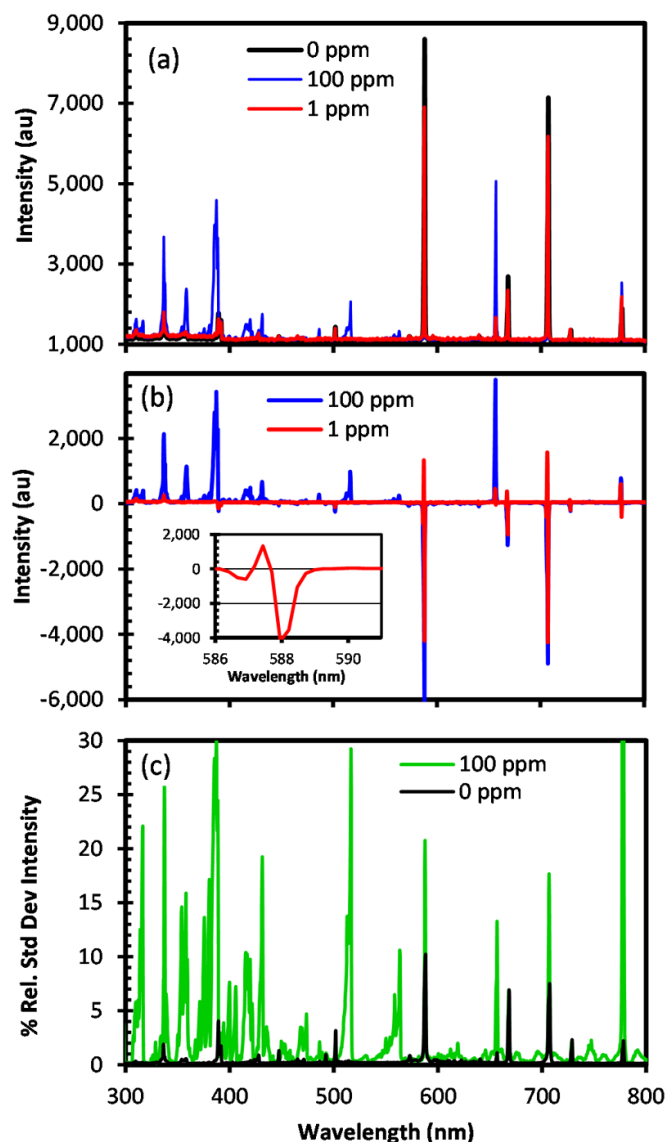 9,000
7,000
5,000
3,000
1,000
Intensity (au)
(a)
0 ppm
100 ppm
1 ppm
2,000
0
-2,000
-4,000
-6,000
Intensity (au)
(b)
100 ppm
1 ppm
2,000
0
-2,000
-4,000
586
588
590
Wavelength (nm)
30
25
20
15
10
5
0
% Rel. Std Dev Intensity
(c)
100 ppm
0 ppm
300
400
500
600
700
800
Wavelength (nm)